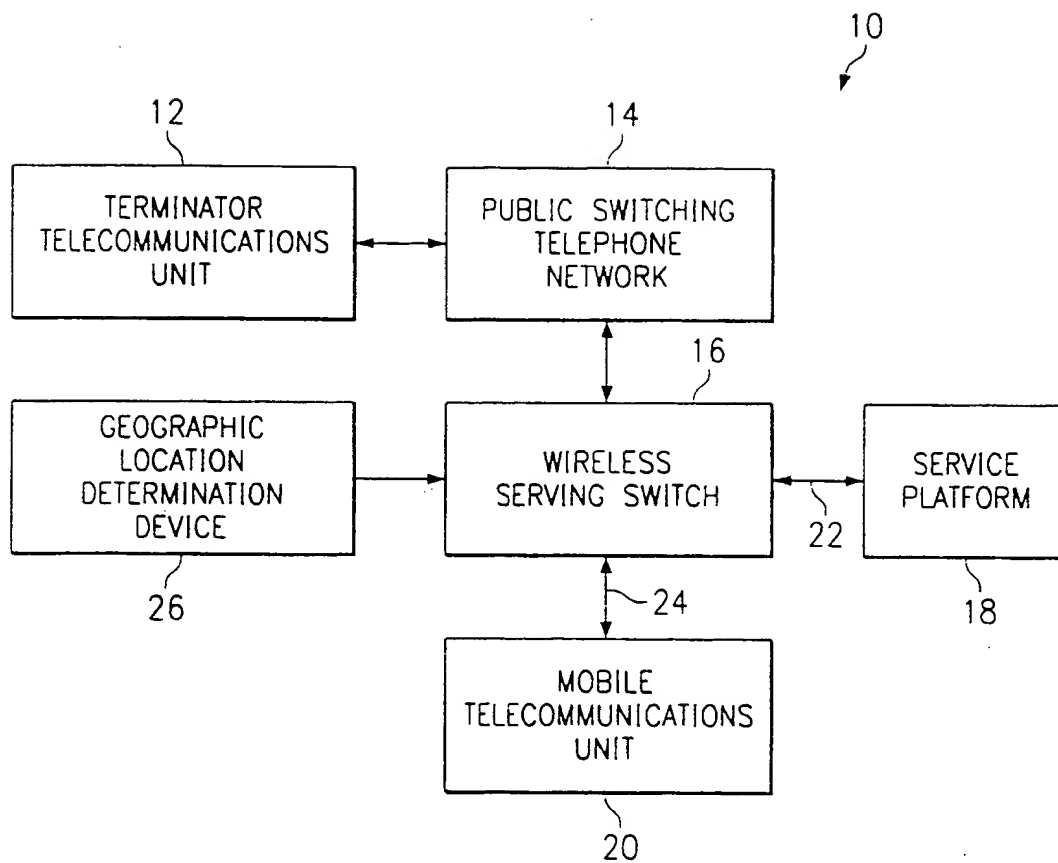 10
12
14
TERMINATOR
TELECOMMUNICATIONS
UNIT
PUBLIC SWITCHING
TELEPHONE
NETWORK
16
GEOGRAPHIC
LOCATION
DETERMINATION
DEVICE
WIRELESS
SERVING SWITCH
SERVICE
PLATFORM
22
26
24
18
MOBILE
TELECOMMUNICATIONS
UNIT
20